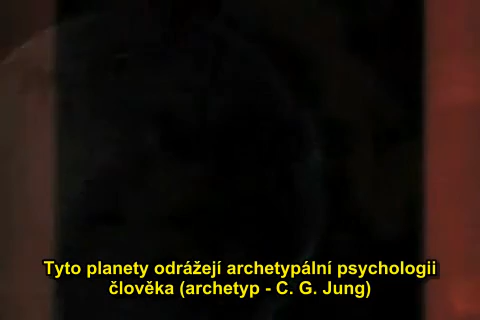 Tyto planety odrážejí archetypální psychologii
člověka (archetyp - C. G. Jung)